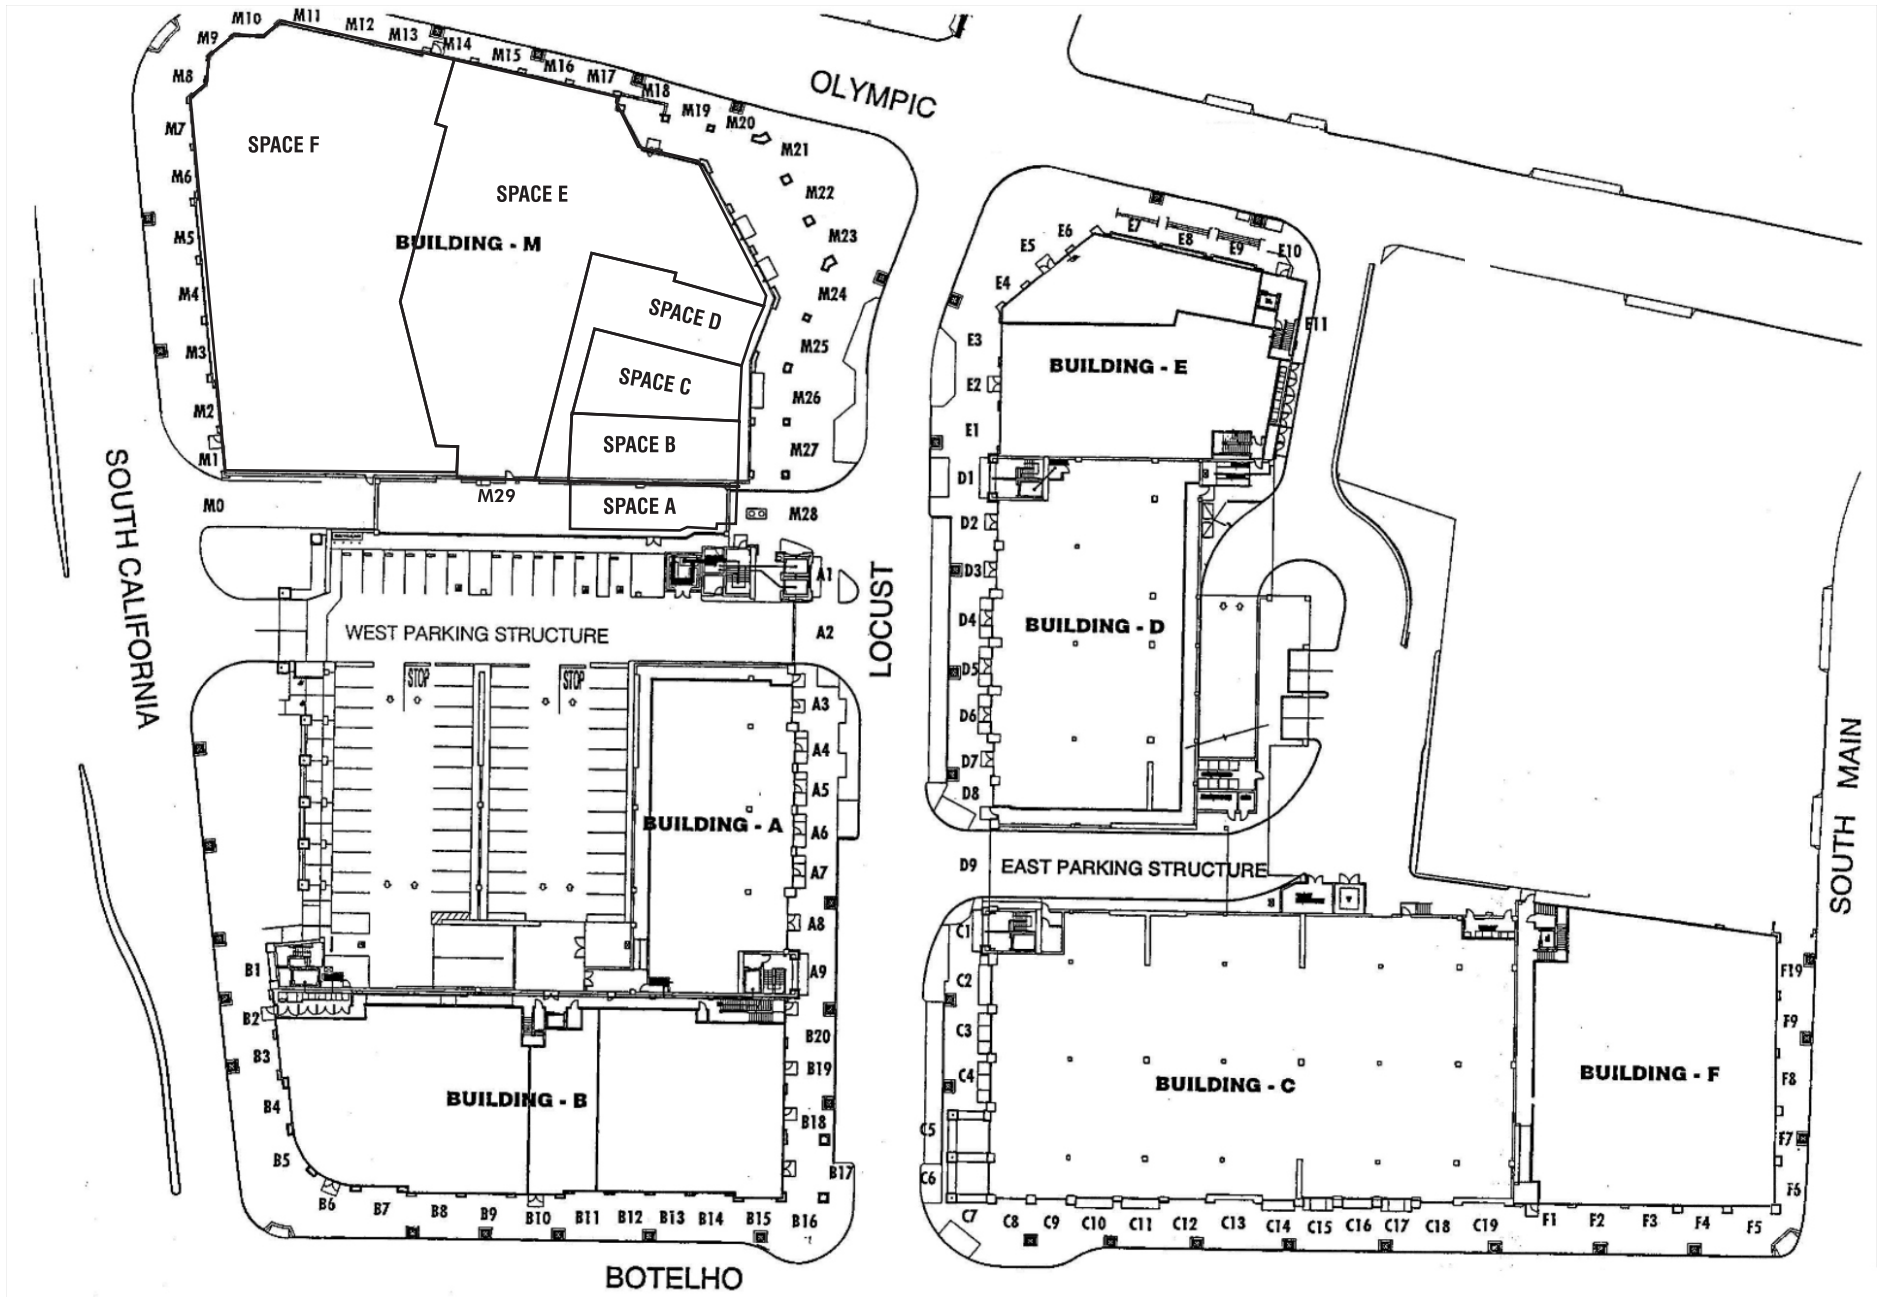 M10
M11
M12
M13
M14
M15
M16
M17
M18
M19
M20
M21
M22
M23
M24
M25
M26
M27
M28
M9
M8
M7
M6
M5
M4
M3
M2
M1
M0
M29
SPACE F
SPACE E
BUILDING - M
SPACE D
SPACE C
SPACE B
SPACE A
OLYMPIC
SOUTH CALIFORNIA
LOCUST
SOUTH MAIN
BOTELHO
E7
E8
E9
E10
E11
E6
E5
E4
E3
E2
E1
BUILDING - E
D1
D2
D3
D4
D5
D6
D7
D8
D9
BUILDING - D
WEST PARKING STRUCTURE
STOP
STOP
A1
A2
A3
A4
A5
A6
A7
A8
A9
BUILDING - A
EAST PARKING STRUCTURE
B1
B2
B3
B4
B5
B6
B7
B8
B9
B10
B11
B12
B13
B14
B15
B16
B17
B18
B19
B20
BUILDING - B
C1
C2
C3
C4
C5
C6
C7
C8
C9
C10
C11
C12
C13
C14
C15
C16
C17
C18
C19
BUILDING - C
F1
F2
F3
F4
F5
F6
F7
F8
F9
F19
BUILDING - F